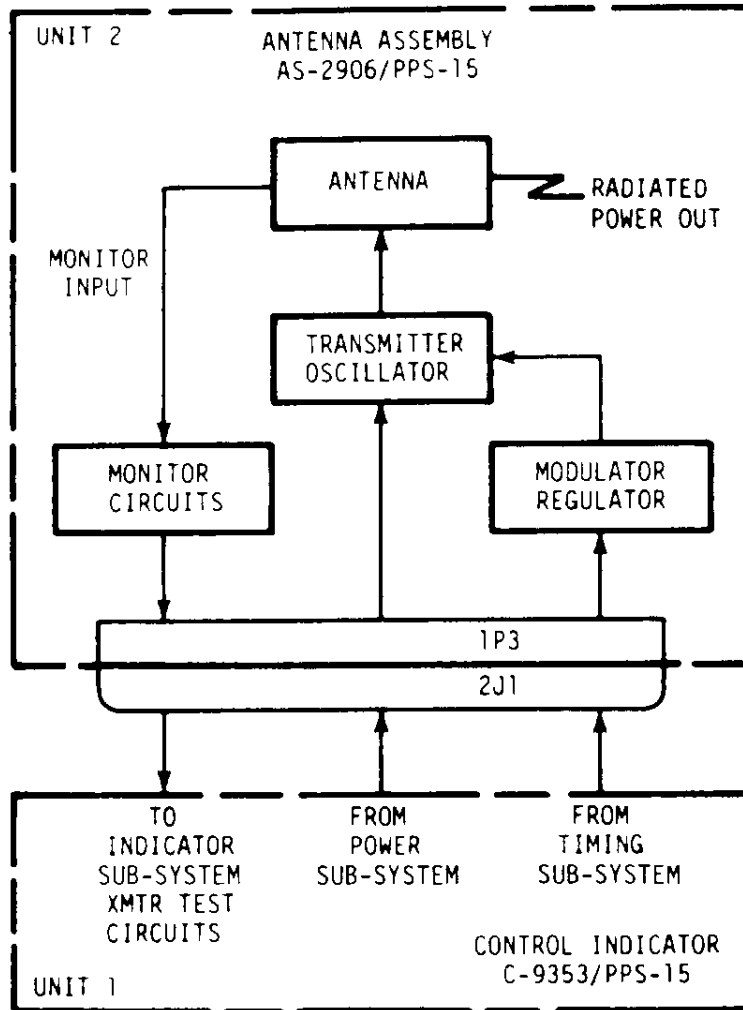 UNIT 2
ANTENNA ASSEMBLY
AS-2906/PPS-15
ANTENNA
RADIATED
POWER OUT
MONITOR
INPUT
TRANSMITTER
OSCILLATOR
MONITOR
CIRCUITS
MODULATOR
REGULATOR
1P3
2J1
TO
INDICATOR
SUB-SYSTEM
XMTR TEST
CIRCUITS
FROM
POWER
SUB-SYSTEM
FROM
TIMING
SUB-SYSTEM
CONTROL INDICATOR
C-9353/PPS-15
UNIT 1